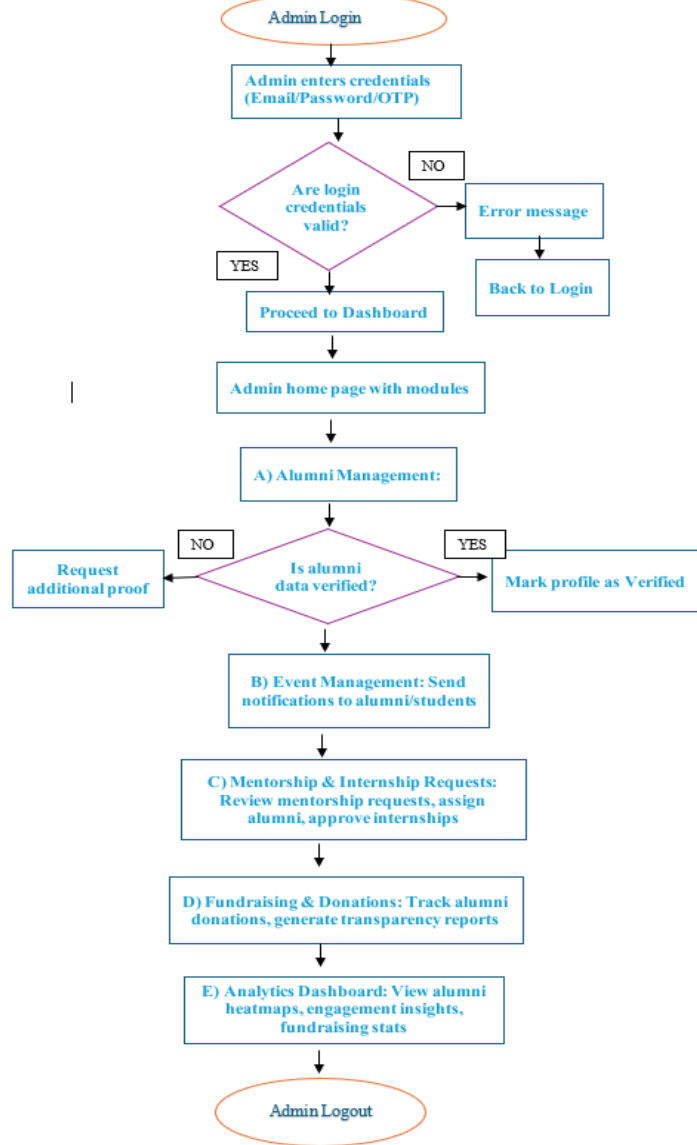 Admin Login
Admin enters credentials
(Email/Password/OTP)
NO
Are login
credentials
valid?
Error message
YES
Back to Login
Proceed to Dashboard
Admin home page with modules
A) Alumni Management:
NO
YES
Request
additional proof
Is alumni
data verified?
Mark profile as Verified
B) Event Management: Send
notifications to alumni/students
C) Mentorship & Internship Requests:
Review mentorship requests, assign
alumni, approve internships
D) Fundraising & Donations: Track alumni
donations, generate transparency reports
E) Analytics Dashboard: View alumni
heatmaps, engagement insights,
fundraising stats
Admin Logout